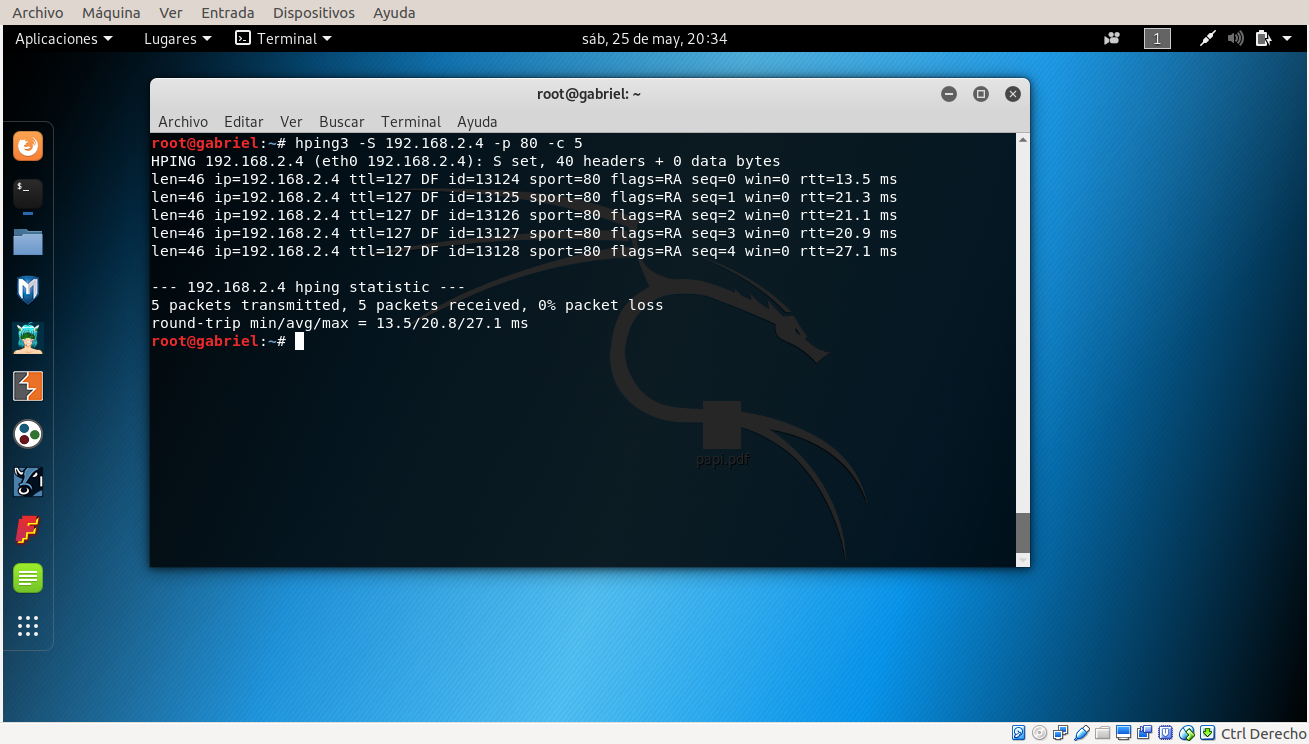 Archivo Máquina Ver Entrada Dispositivos Ayuda
Aplicaciones Lugares Terminal sáb, 25 de may, 20:34 1
root@gabriel: ~
Archivo Editar Ver Buscar Terminal Ayuda
root@gabriel:~# hping3 -S 192.168.2.4 -p 80 -c 5
HPING 192.168.2.4 (eth0 192.168.2.4): S set, 40 headers + 0 data bytes
len=46 ip=192.168.2.4 ttl=127 DF id=13124 sport=80 flags=RA seq=0 win=0 rtt=13.5 ms
len=46 ip=192.168.2.4 ttl=127 DF id=13125 sport=80 flags=RA seq=1 win=0 rtt=21.3 ms
len=46 ip=192.168.2.4 ttl=127 DF id=13126 sport=80 flags=RA seq=2 win=0 rtt=21.1 ms
len=46 ip=192.168.2.4 ttl=127 DF id=13127 sport=80 flags=RA seq=3 win=0 rtt=20.9 ms
len=46 ip=192.168.2.4 ttl=127 DF id=13128 sport=80 flags=RA seq=4 win=0 rtt=27.1 ms
--- 192.168.2.4 hping statistic ---
5 packets transmitted, 5 packets received, 0% packet loss
round-trip min/avg/max = 13.5/20.8/27.1 ms
root@gabriel:~#
papi.pdf
Ctrl Derecho